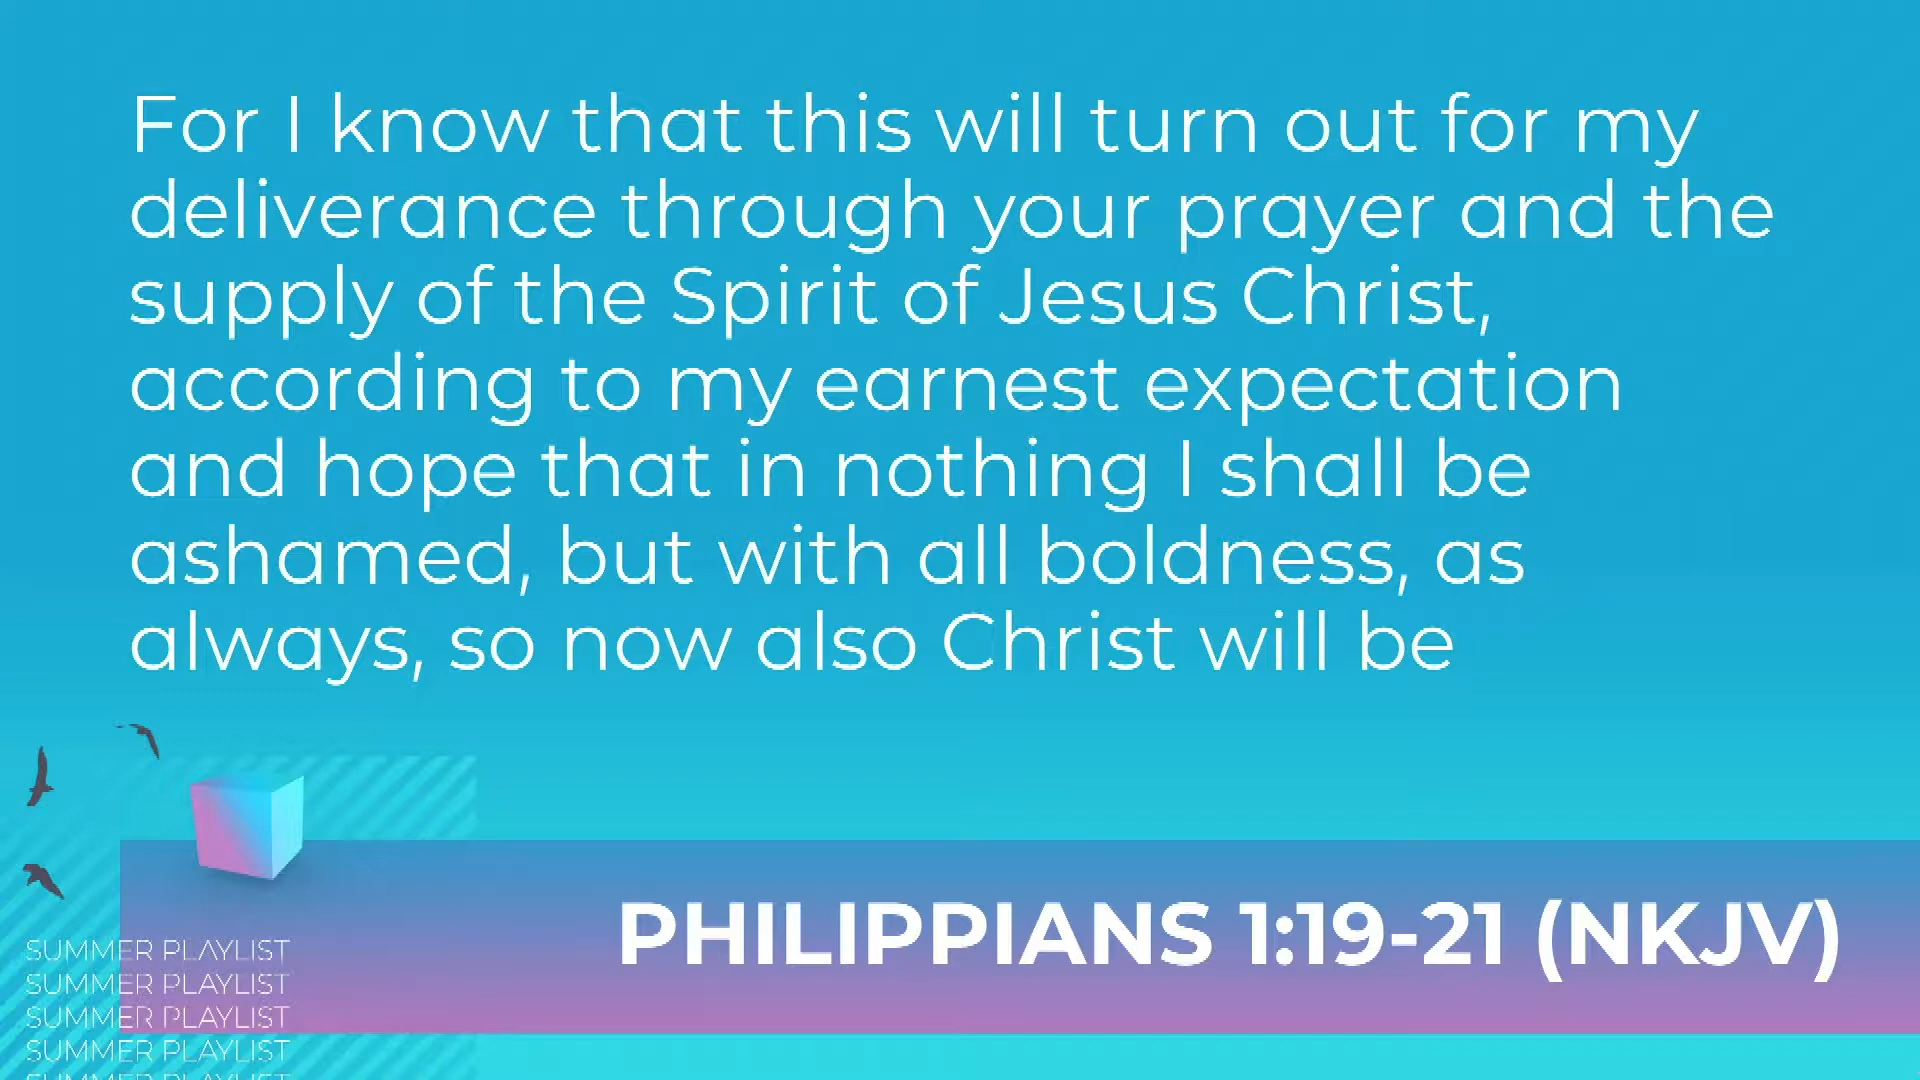 For I know that this will turn out for my
deliverance through your prayer and the
supply of the Spirit of Jesus Christ,
according to my earnest expectation
and hope that in nothing I shall be
ashamed, but with all boldness, as
always, so now also Christ will be
PHILIPPIANS 1:19-21 (NKJV)
SUMMER PLAYLIST
SUMMER PLAYLIST
SUMMER PLAYLIST
SUMMER PLAYLIST
SUMMER PLAYLIST